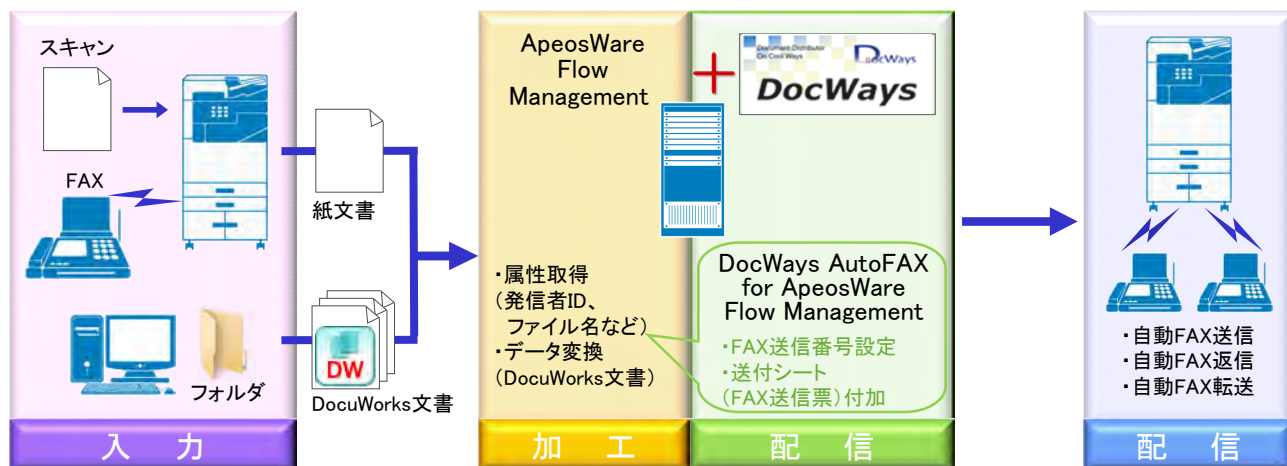 スキャン
FAX
フォルダ
紙文書
DW
DocuWorks文書
入 力
ApeosWare
Flow
Management
・属性取得
(発信者ID、
ファイル名など)
・データ変換
(DocuWorks文書)
加 工
+
Document Distributor
On Cool Ways
DocWays
DocWays
DocWays AutoFAX
for ApeosWare
Flow Management
・FAX送信番号設定
・送付シート
(FAX送信票)付加
配 信
・自動FAX送信
・自動FAX返信
・自動FAX転送
配 信